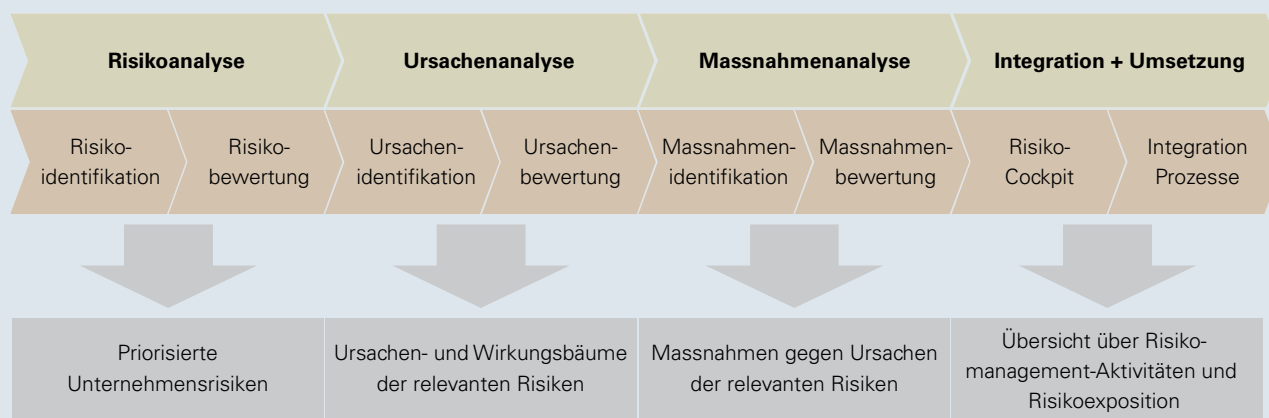 Risikoanalyse
Ursachenanalyse
Massnahmenanalyse
Integration + Umsetzung
Risiko-
identifikation
Risiko-
bewertung
Ursachen-
identifikation
Ursachen-
bewertung
Massnahmen-
identifikation
Massnahmen-
bewertung
Risiko-
Cockpit
Integration
Prozesse
Priorisierte
Unternehmensrisiken
Ursachen- und Wirkungsbäume
der relevanten Risiken
Massnahmen gegen Ursachen
der relevanten Risiken
Übersicht über Risiko-
management-Aktivitäten und
Risikoexposition